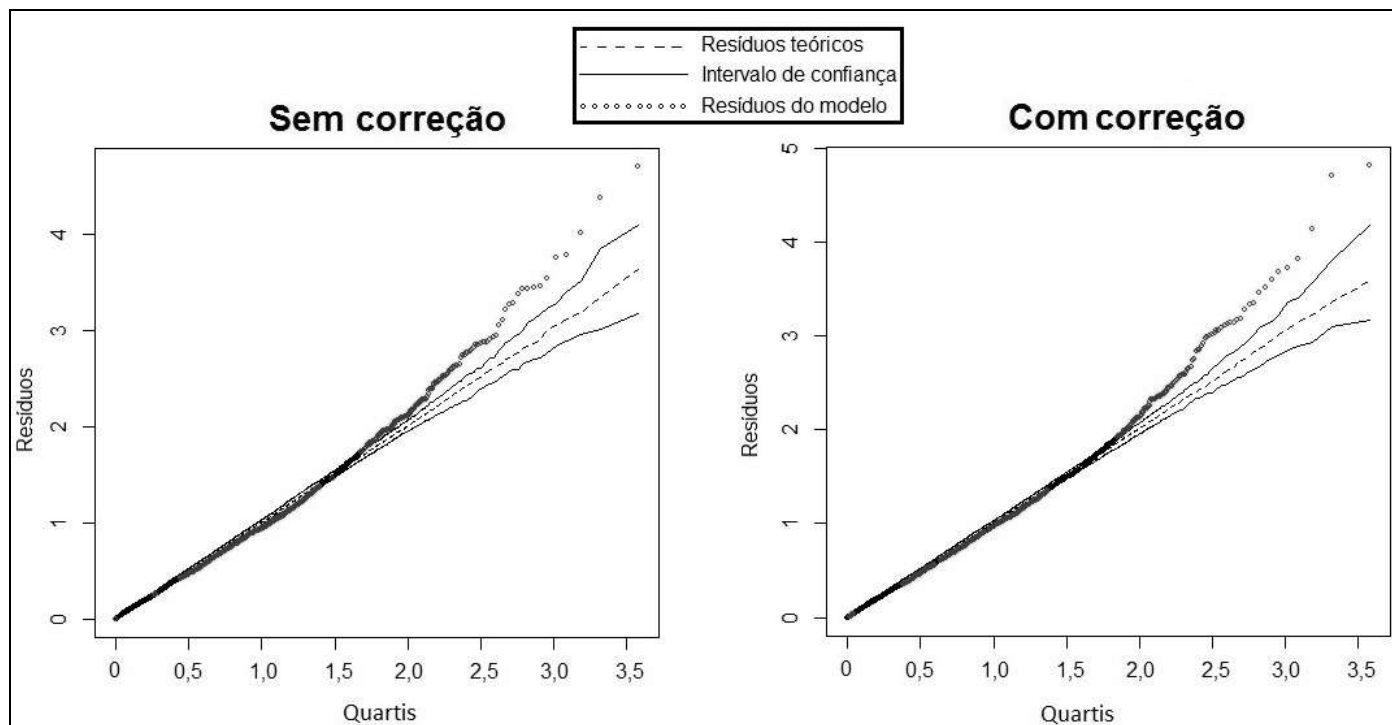 Resíduos teóricos
Intervalo de confiança
Resíduos do modelo
Sem correção
Com correção
Resíduos
4
3
2
1
0
0 0,5 1,0 1,5 2,0 2,5 3,0 3,5
Quartis
Resíduos
5
4
3
2
1
0
0 0,5 1,0 1,5 2,0 2,5 3,0 3,5
Quartis